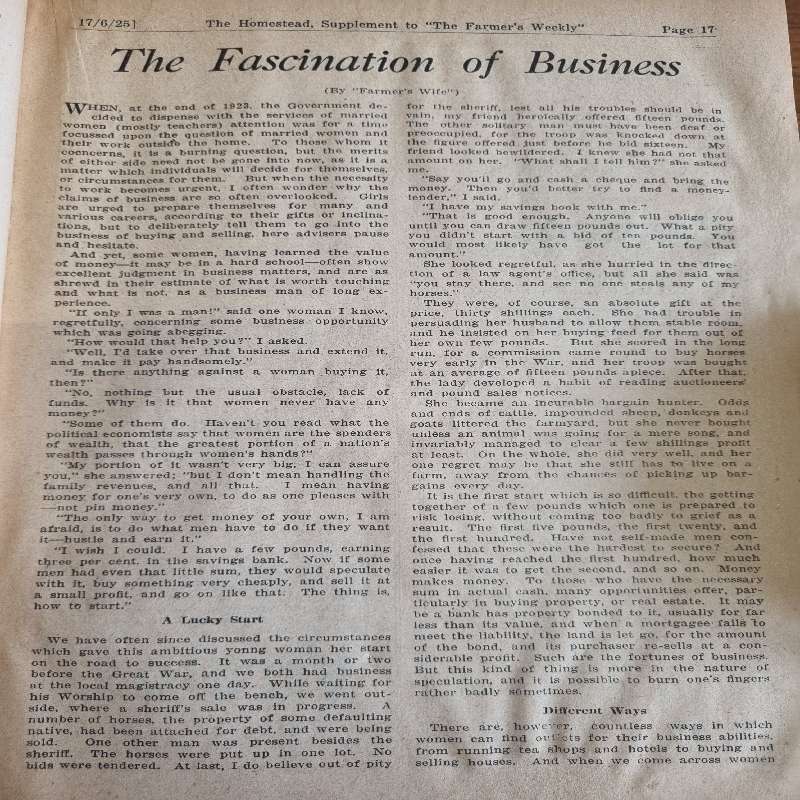 17/6/25]
The Homestead, Supplement to "The Farmer's Weekly"
Page 17
The Fascination of Business
(By "Farmer's Wife")
WHEN, at the end of 1923, the Government de-
cided to dispense with the services of married
women (mostly teachers) attention was for a time
focussed upon the question of married women and
their work outside the home. To those whom it
concerns, it is a burning question, but the merits
of either side need not be gone into now, as it is a
matter which individuals will decide for themselves,
or circumstances for them. But when the necessity
to work becomes urgent, I often wonder why the
claims of business are so often overlooked. Girls
are urged to prepare themselves for many and
various careers, according to their gifts or inclina-
tions, but to deliberately tell them to go into the
business of buying and selling, here advisers pause
and hesitate.
And yet, some women, having learned the value
of money—it may be in a hard school—often show
excellent judgment in business matters, and are as
shrewd in their estimate of what is worth touching
and what is not, as a business man of long ex-
perience.
"If only I was a man!" said one woman I know,
regretfully, concerning some business opportunity
which was going abegging.
"How would that help you?" I asked.
"Well, I'd take over that business and extend it,
and make it pay handsomely."
"Is there anything against a woman buying it,
then?"
"No, nothing but the usual obstacle, lack of
funds. Why is it that women never have any
money?"
"Some of them do. Haven't you read what the
political economists say that women are the spenders
of wealth, that the greatest portion of a nation's
wealth passes through women's hands?"
"My portion of it wasn't very big, I can assure
you," she answered; "but I don't mean handling the
family revenues, and all that. I mean having
money for one's very own, to do as one pleases with
—not pin money."
"The only way to get money of your own, I am
afraid, is to do what men have to do if they want
it—hustle and earn it."
"I wish I could. I have a few pounds, earning
three per cent. in the savings bank. Now if some
men had even that little sum, they would speculate
with it, buy something very cheaply, and sell it at
a small profit, and go on like that. The thing is,
how to start."
A Lucky Start
We have often since discussed the circumstances
which gave this ambitious young woman her start
on the road to success. It was a month or two
before the Great War, and we both had business
at the local magistracy one day. While waiting for
his Worship to come off the bench, we went out-
side, where a sheriff's sale was in progress. A
number of horses, the property of some defaulting
native, had been attached for debt, and were being
sold. One other man was present besides the
sheriff. The horses were put up in one lot. No
bids were tendered. At last, I do believe out of pity
for the sheriff, lest all his troubles should be in
vain, my friend heroically offered fifteen pounds.
The other solitary man must have been deaf or
preoccupied, for the troop was knocked down at
the figure offered just before he bid sixteen. My
friend looked bewildered. I knew she had not that
amount on her. "What shall I tell him?" she asked
me.
"Say you'll go and cash a cheque and bring the
money. Then you'd better try to find a money-
lender," I said.
"I have my savings book with me."
"That is good enough. Anyone will oblige you
until you can draw fifteen pounds out. What a pity
you didn't start with a bid of ten pounds. You
would most likely have got the lot for that
amount."
She looked regretful, as she hurried in the direc-
tion of a law agent's office, but all she said was
"you stay there, and see no one steals any of my
horses."
They were, of course, an absolute gift at the
price, thirty shillings each. She had trouble in
persuading her husband to allow them stable room,
and he insisted on her buying feed for them out of
her own few pounds. But she scored in the long
run, for a commission came round to buy horses
very early in the War, and her troop was bought
at an average of fifteen pounds apiece. After that,
the lady developed a habit of reading auctioneers'
and pound sales notices.
She became an incurable bargain hunter. Odds
and ends of cattle, impounded sheep, donkeys and
goats littered the farmyard, but she never bought
unless an animal was going for a mere song, and
invariably managed to clear a few shillings profit
at least. On the whole, she did very well, and her
one regret may be that she still has to live on a
farm, away from the chances of picking up bar-
gains every day.
It is the first start which is so difficult, the getting
together of a few pounds which one is prepared to
risk losing, without coming too badly to grief as a
result. The first five pounds, the first twenty, and
the first hundred. Have not self-made men con-
fessed that these were the hardest to secure? And
once having reached the first hundred, how much
easier it was to get the second, and so on. Money
makes money. To those who have the necessary
sum in actual cash, many opportunities offer, par-
ticularly in buying property, or real estate. It may
be a bank has property bonded to it, usually for far
less than its value, and when a mortgagee fails to
meet the liability, the land is let go, for the amount
of the bond, and its purchaser re-sells at a con-
siderable profit. Such are the fortunes of business.
But this kind of thing is more in the nature of
speculation, and it is possible to burn one's fingers
rather badly sometimes.
Different Ways
There are, however, countless ways in which
women can find outlets for their business abilities,
from running tea shops and hotels to buying and
selling houses. And when we come across women